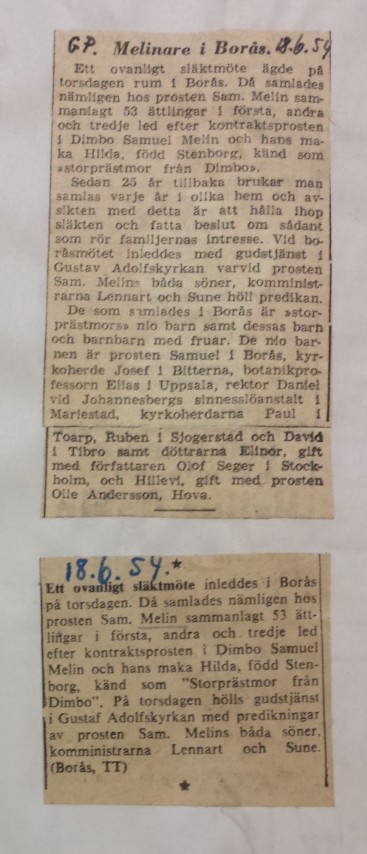 G.P. Melinare i Borås. 18.6.54
Ett ovanligt släktmöte ägde på
torsdagen rum i Borås. Då samlades
nämligen hos prosten Sam. Melin sam-
manlagt 53 ättlingar i första, andra
och tredje led efter kontraktsprosten
i Dimbo Samuel Melin och hans ma-
ka Hilda, född Stenborg, känd som
»storprästmor från Dimbo».
Sedan 25 år tillbaka brukar man
samlas varje år i olika hem och av-
sikten med detta är att hålla ihop
släkten och fatta beslut om sådant
som rör familjernas intresse. Vid bo-
råsmötet inleddes med gudstjänst i
Gustav Adolfskyrkan varvid prosten
Sam. Melins båda söner, komminist-
rarna Lennart och Sune höll predikan.
De som samlades i Borås är »stor-
prästmors» nio barn samt dessas barn
och barnbarn med fruar. De nio bar-
nen är prosten Samuel i Borås, kyr-
koherde Josef i Bitterna, botanikpro-
fessorn Elias i Uppsala, rektor Daniel
vid Johannesbergs sinnesslöanstalt i
Mariestad, kyrkoherdarna Paul i
Toarp, Ruben i Sjogerstad och David
i Tibro samt döttrarna Elinor, gift
med författaren Olof Seger i Stock-
holm, och Hillevi, gift med prosten
Olle Andersson, Hova.
18.6.54.*
Ett ovanligt släktmöte inleddes i Borås
på torsdagen. Då samlades nämligen hos
prosten Sam. Melin sammanlagt 53 ätt-
lingar i första, andra och tredje led
efter kontraktsprosten i Dimbo Samuel
Melin och hans maka Hilda, född Sten-
borg, känd som "Storprästmor från
Dimbo". På torsdagen hölls gudstjänst
i Gustaf Adolfskyrkan med predikningar
av prosten Sam. Melins båda söner,
komministrarna Lennart och Sune.
(Borås, TT)
*